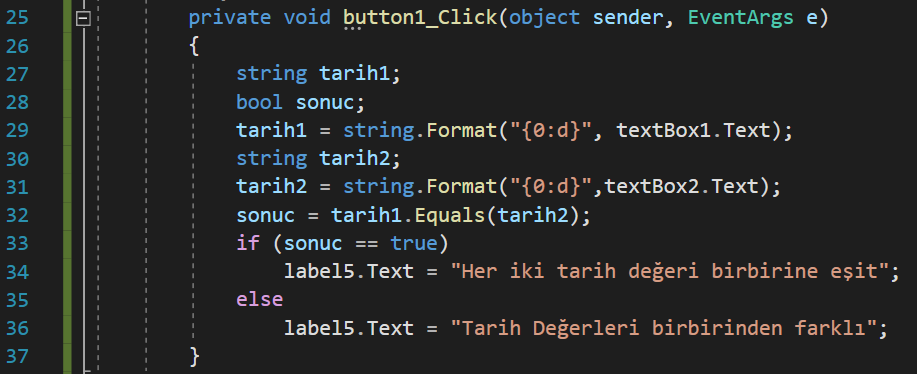 25 private void button1_Click(object sender, EventArgs e)
26 {
27 string tarih1;
28 bool sonuc;
29 tarih1 = string.Format("{0:d}", textBox1.Text);
30 string tarih2;
31 tarih2 = string.Format("{0:d}",textBox2.Text);
32 sonuc = tarih1.Equals(tarih2);
33 if (sonuc == true)
34 label5.Text = "Her iki tarih değeri birbirine eşit";
35 else
36 label5.Text = "Tarih Değerleri birbirinden farklı";
37 }